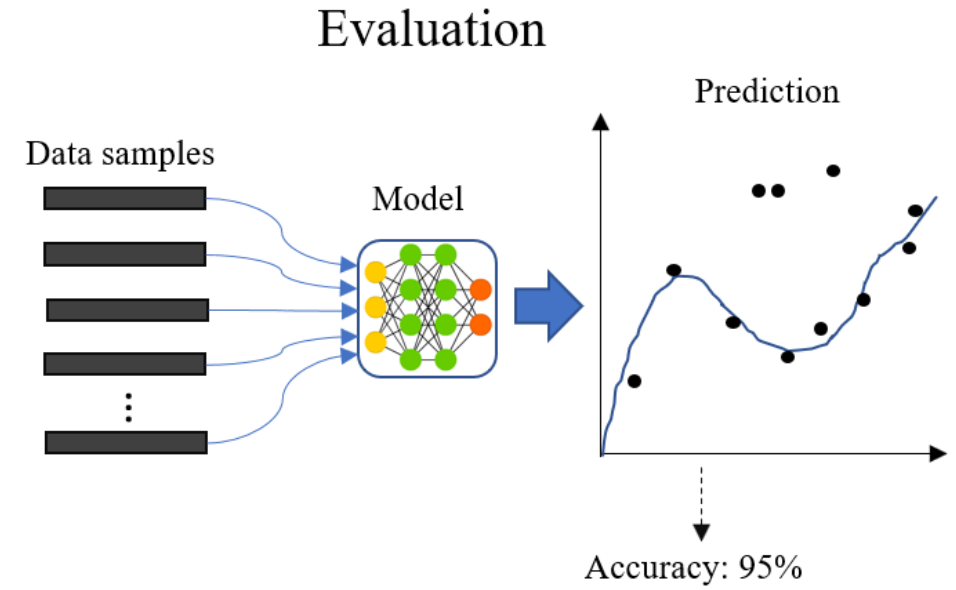 Evaluation
Prediction
Data samples
Model
Accuracy: 95%